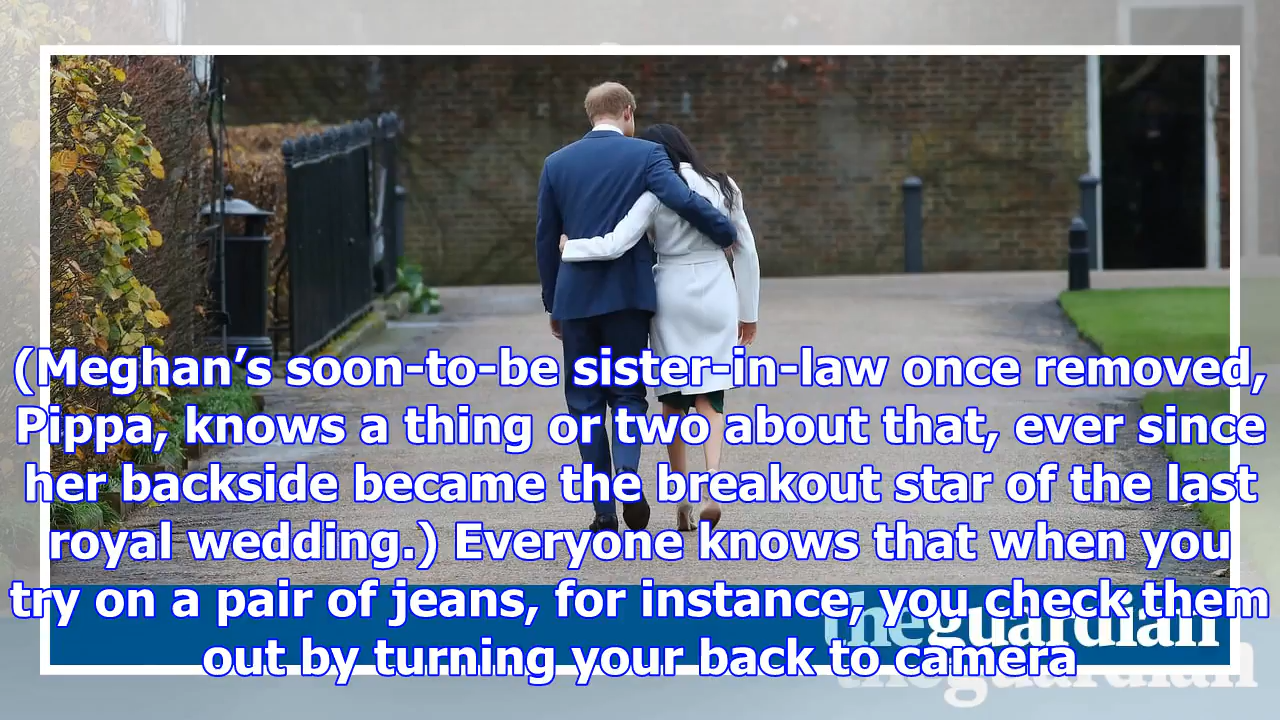 (Meghan’s soon-to-be sister-in-law once removed,
Pippa, knows a thing or two about that, ever since
her backside became the breakout star of the last
royal wedding.) Everyone knows that when you
try on a pair of jeans, for instance, you check them
out by turning your back to camera
theguardian
theguardian